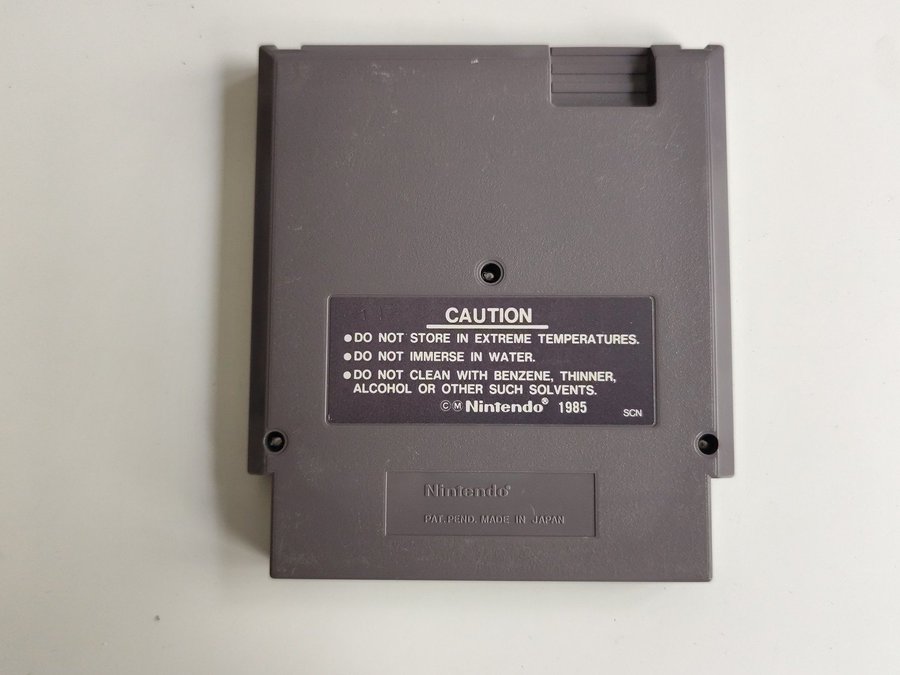 CAUTION
●DO NOT STORE IN EXTREME TEMPERATURES.
●DO NOT IMMERSE IN WATER.
●DO NOT CLEAN WITH BENZENE, THINNER,
ALCOHOL OR OTHER SUCH SOLVENTS.
©Ⓜ Nintendo® 1985
SCN
Nintendo®
PAT. PEND. MADE IN JAPAN